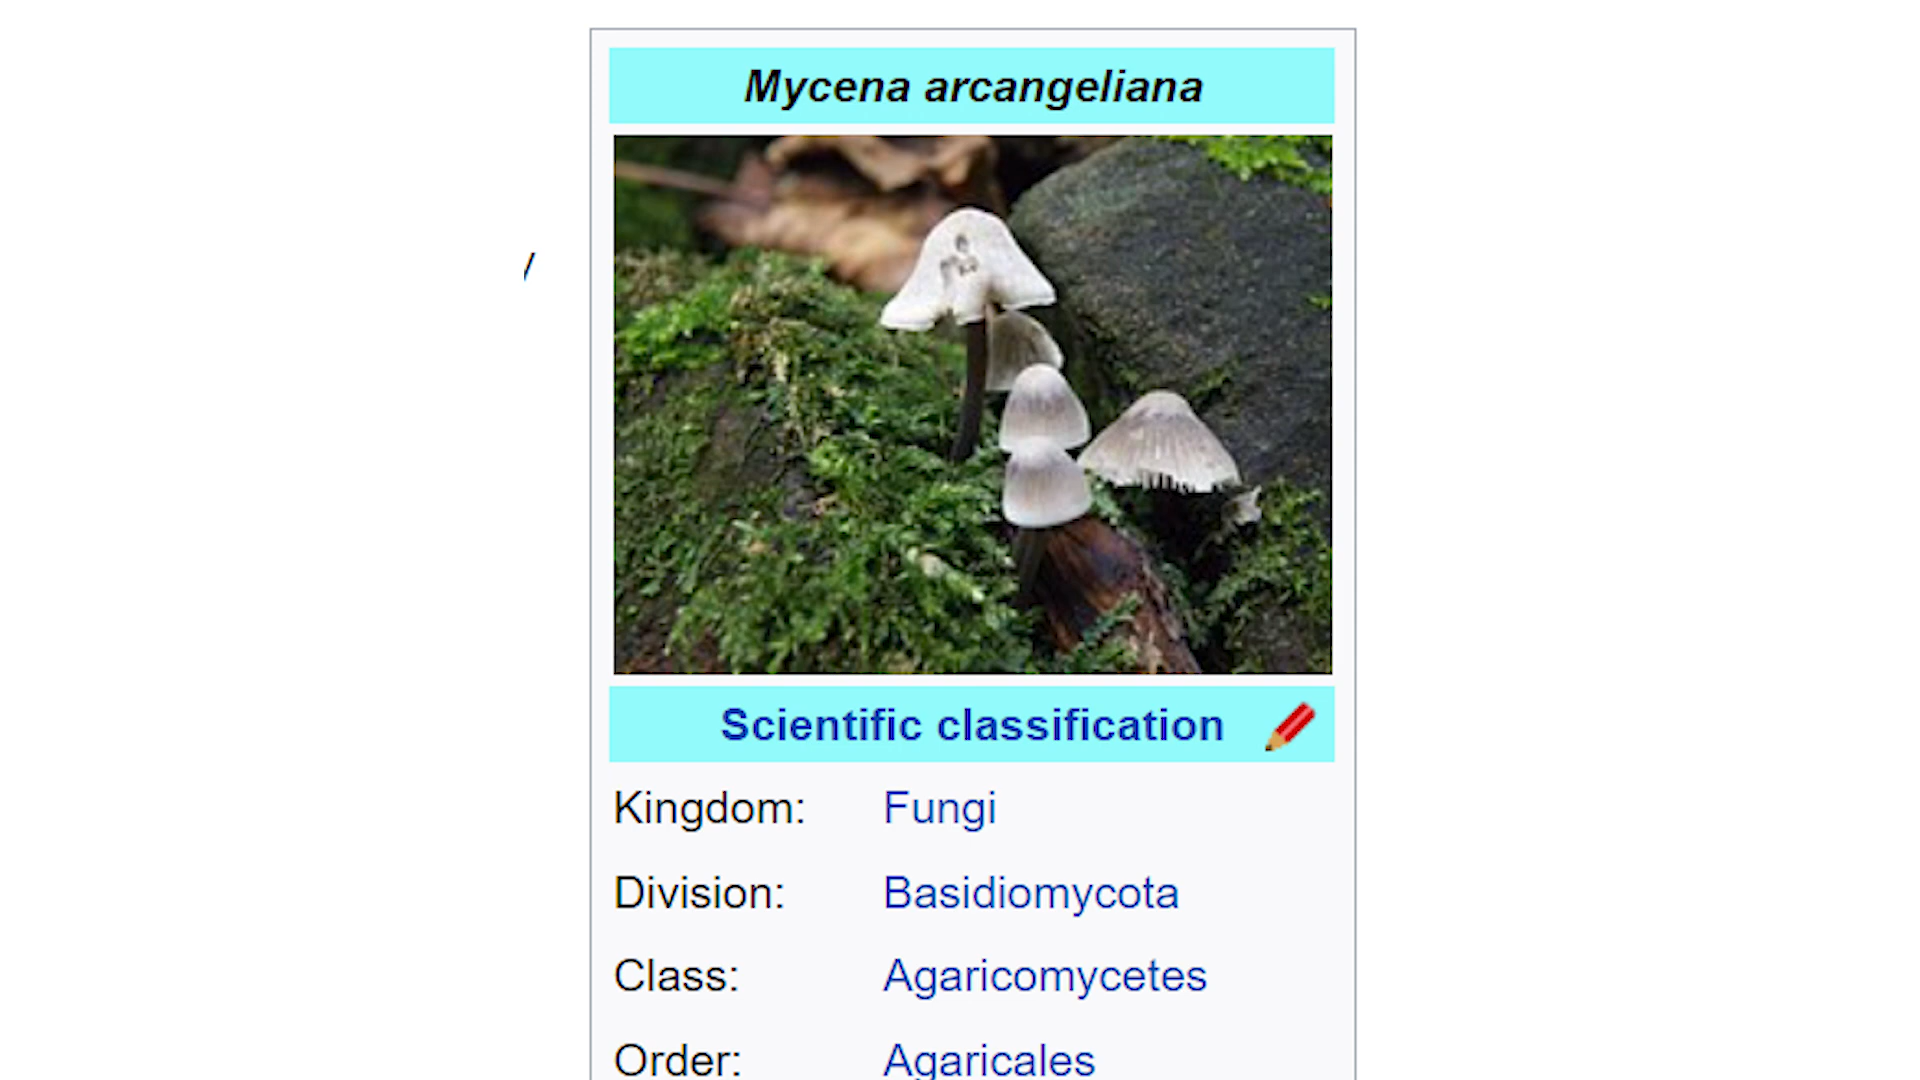 Mycena arcangeliana
Scientific classification
Kingdom: Fungi
Division: Basidiomycota
Class: Agaricomycetes
Order: Agaricales